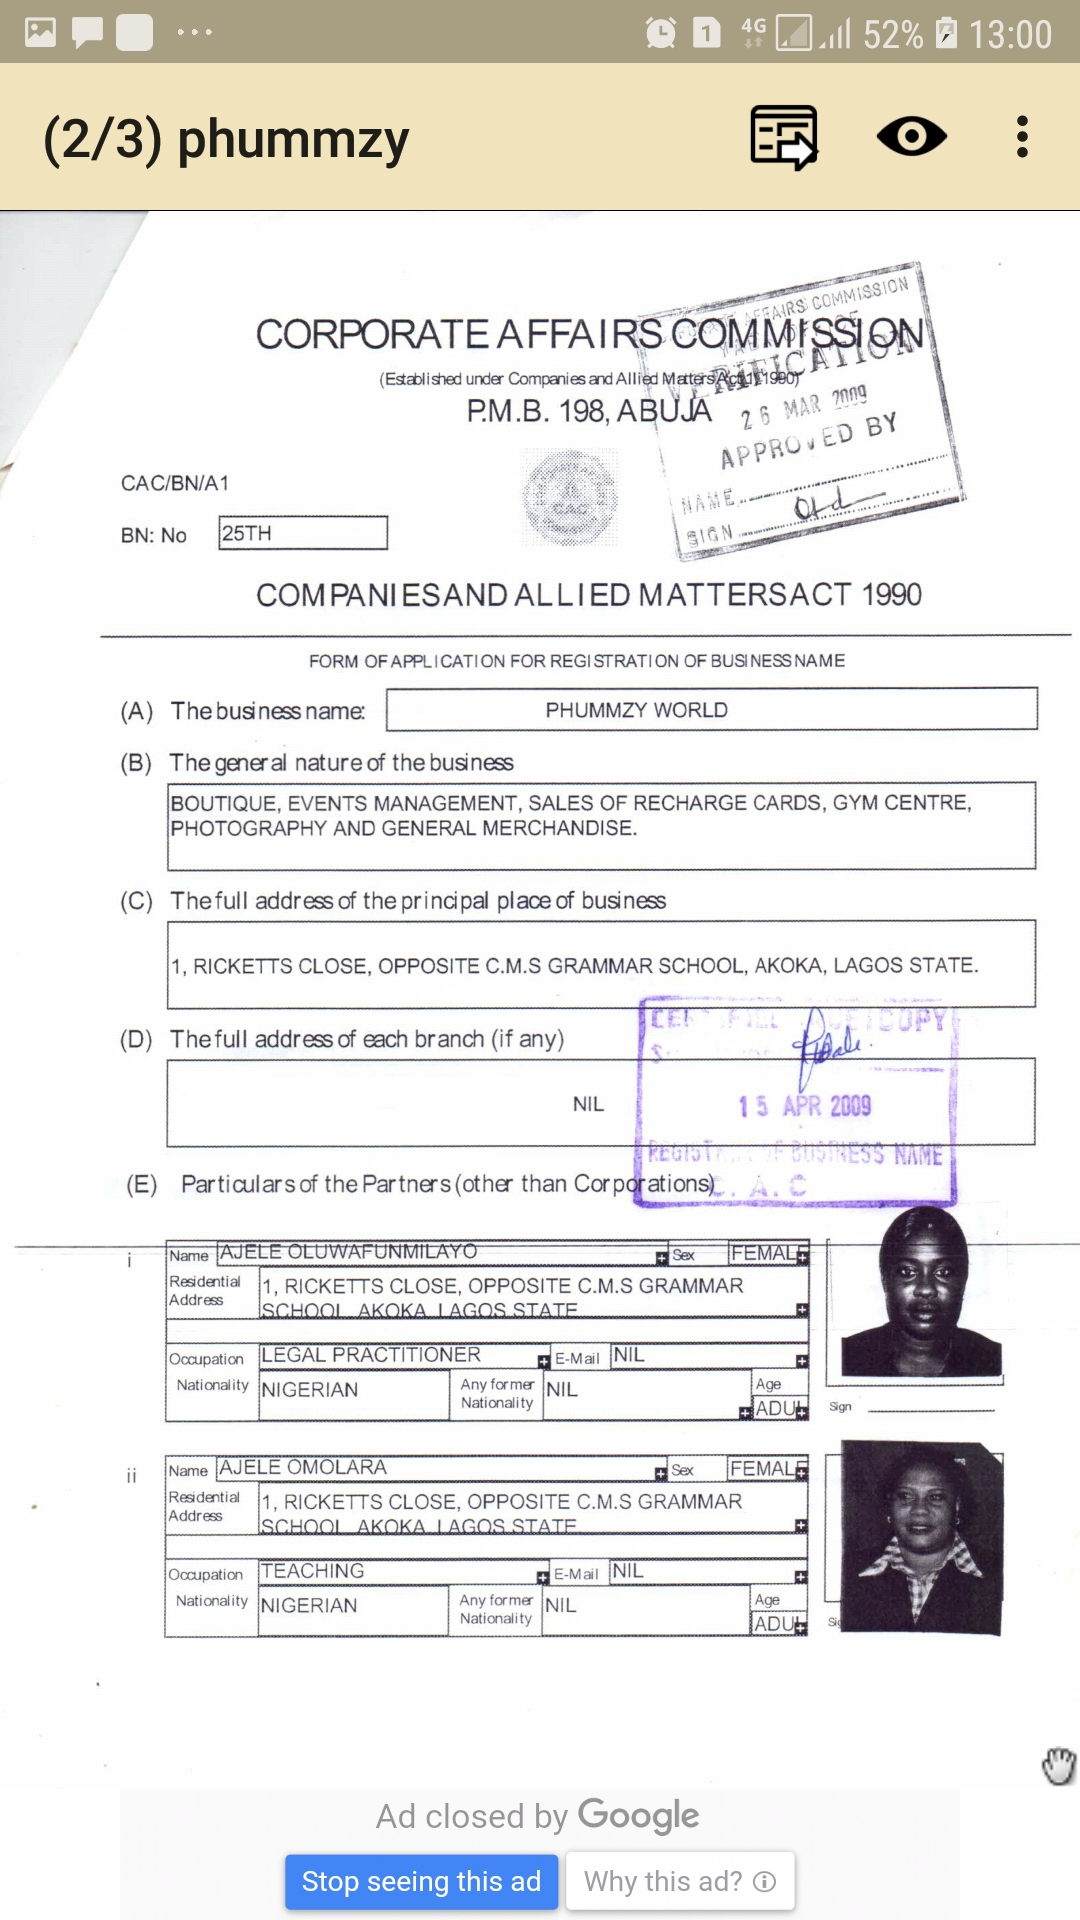 52% 13:00
4G
1
(2/3) phummzy
CORPORATE AFFAIRS COMMISSION
(Established under Companies and Allied Matters Act 1 1990)
P.M.B. 198, ABUJA
AFFAIRS COMMISSION
VERIFICATION
26 MAR 2009
APPROVED BY
NAME
SIGN
CAC/BN/A1
CAC
BN: No 25TH
COMPANIES AND ALLIED MATTERS ACT 1990
FORM OF APPLICATION FOR REGISTRATION OF BUSINESS NAME
(A) The business name: PHUMMZY WORLD
(B) The general nature of the business
BOUTIQUE, EVENTS MANAGEMENT, SALES OF RECHARGE CARDS, GYM CENTRE,
PHOTOGRAPHY AND GENERAL MERCHANDISE.
(C) The full address of the principal place of business
1, RICKETTS CLOSE, OPPOSITE C.M.S GRAMMAR SCHOOL, AKOKA, LAGOS STATE.
(D) The full address of each branch (if any)
NIL
COPY
15 APR 2009
OF BUSINESS NAME
C. A. C
(E) Particulars of the Partners (other than Corporations)
i Name AJELE OLUWAFUNMILAYO Sex FEMALE
Residential Address 1, RICKETTS CLOSE, OPPOSITE C.M.S GRAMMAR
SCHOOL, AKOKA, LAGOS STATE
Occupation LEGAL PRACTITIONER E-Mail NIL
Nationality NIGERIAN Any former Nationality NIL Age ADUL
Sign
ii Name AJELE OMOLARA Sex FEMALE
Residential Address 1, RICKETTS CLOSE, OPPOSITE C.M.S GRAMMAR
SCHOOL, AKOKA, LAGOS STATE
Occupation TEACHING E-Mail NIL
Nationality NIGERIAN Any former Nationality NIL Age ADUL
Ad closed by Google
Stop seeing this ad
Why this ad?